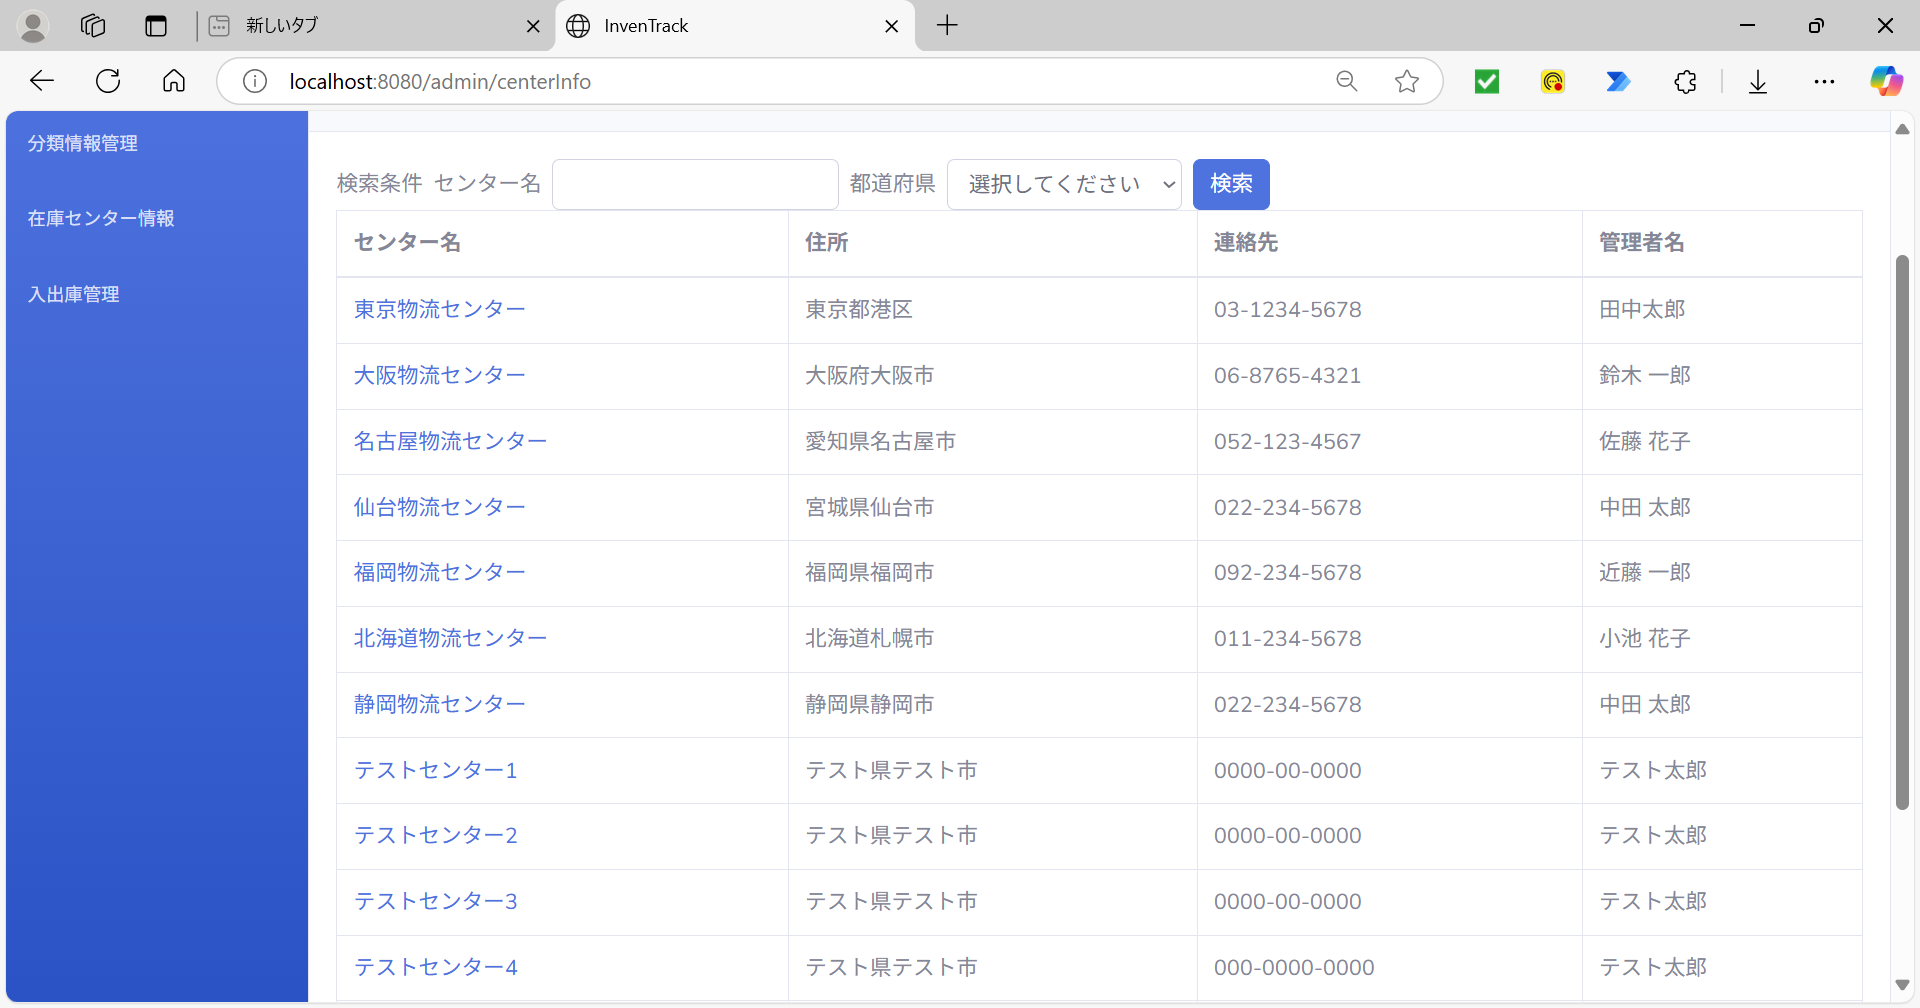 新しいタブ
InvenTrack
localhost:8080/admin/centerInfo
分類情報管理
在庫センター情報
入出庫管理
検索条件 センター名 都道府県 選択してください 検索
センター名 住所 連絡先 管理者名
東京物流センター 東京都港区 03-1234-5678 田中太郎
大阪物流センター 大阪府大阪市 06-8765-4321 鈴木 一郎
名古屋物流センター 愛知県名古屋市 052-123-4567 佐藤 花子
仙台物流センター 宮城県仙台市 022-234-5678 中田 太郎
福岡物流センター 福岡県福岡市 092-234-5678 近藤 一郎
北海道物流センター 北海道札幌市 011-234-5678 小池 花子
静岡物流センター 静岡県静岡市 022-234-5678 中田 太郎
テストセンター1 テスト県テスト市 0000-00-0000 テスト太郎
テストセンター2 テスト県テスト市 0000-00-0000 テスト太郎
テストセンター3 テスト県テスト市 0000-00-0000 テスト太郎
テストセンター4 テスト県テスト市 000-0000-0000 テスト太郎